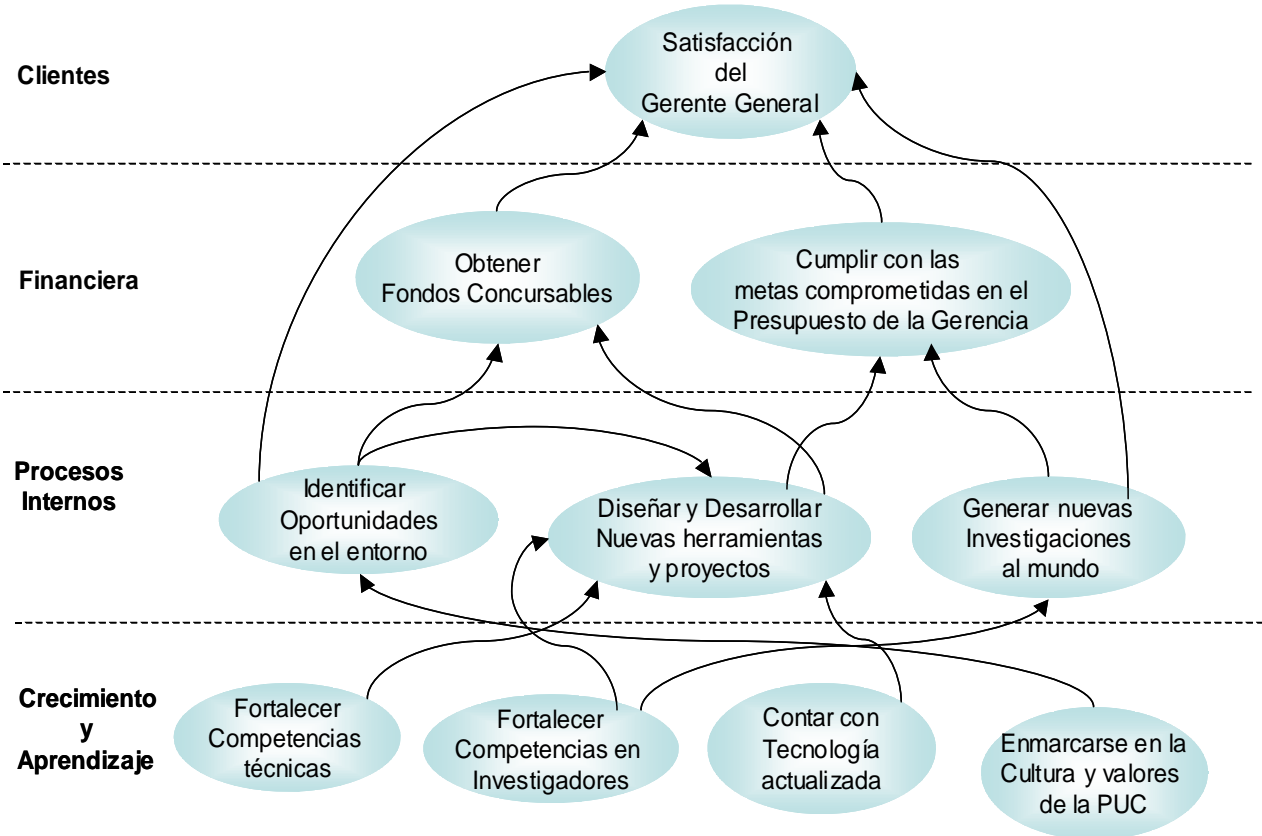 Clientes
Satisfacción
del
Gerente General
Financiera
Obtener
Fondos Concursables
Cumplir con las
metas comprometidas en el
Presupuesto de la Gerencia
Procesos
Internos
Identificar
Oportunidades
en el entorno
Diseñar y Desarrollar
Nuevas herramientas
y proyectos
Generar nuevas
Investigaciones
al mundo
Crecimiento
y
Aprendizaje
Fortalecer
Competencias
técnicas
Fortalecer
Competencias en
Investigadores
Contar con
Tecnología
actualizada
Enmarcarse en la
Cultura y valores
de la PUC